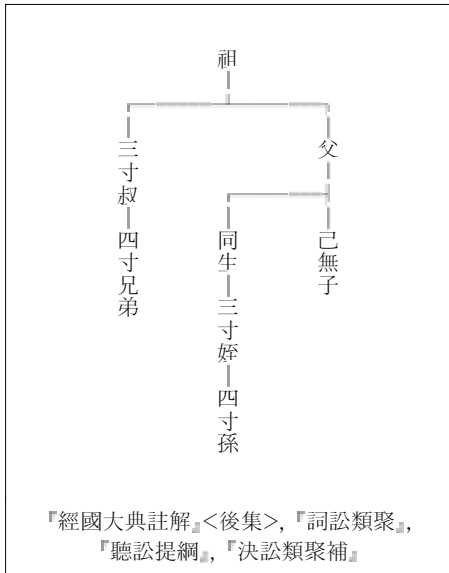 祖
父
己無子
同生
三寸姪
四寸孫
三寸叔
四寸兄弟
『經國大典註解』<後集>, 『詞訟類聚』,
『聽訟提綱』, 『決訟類聚補』